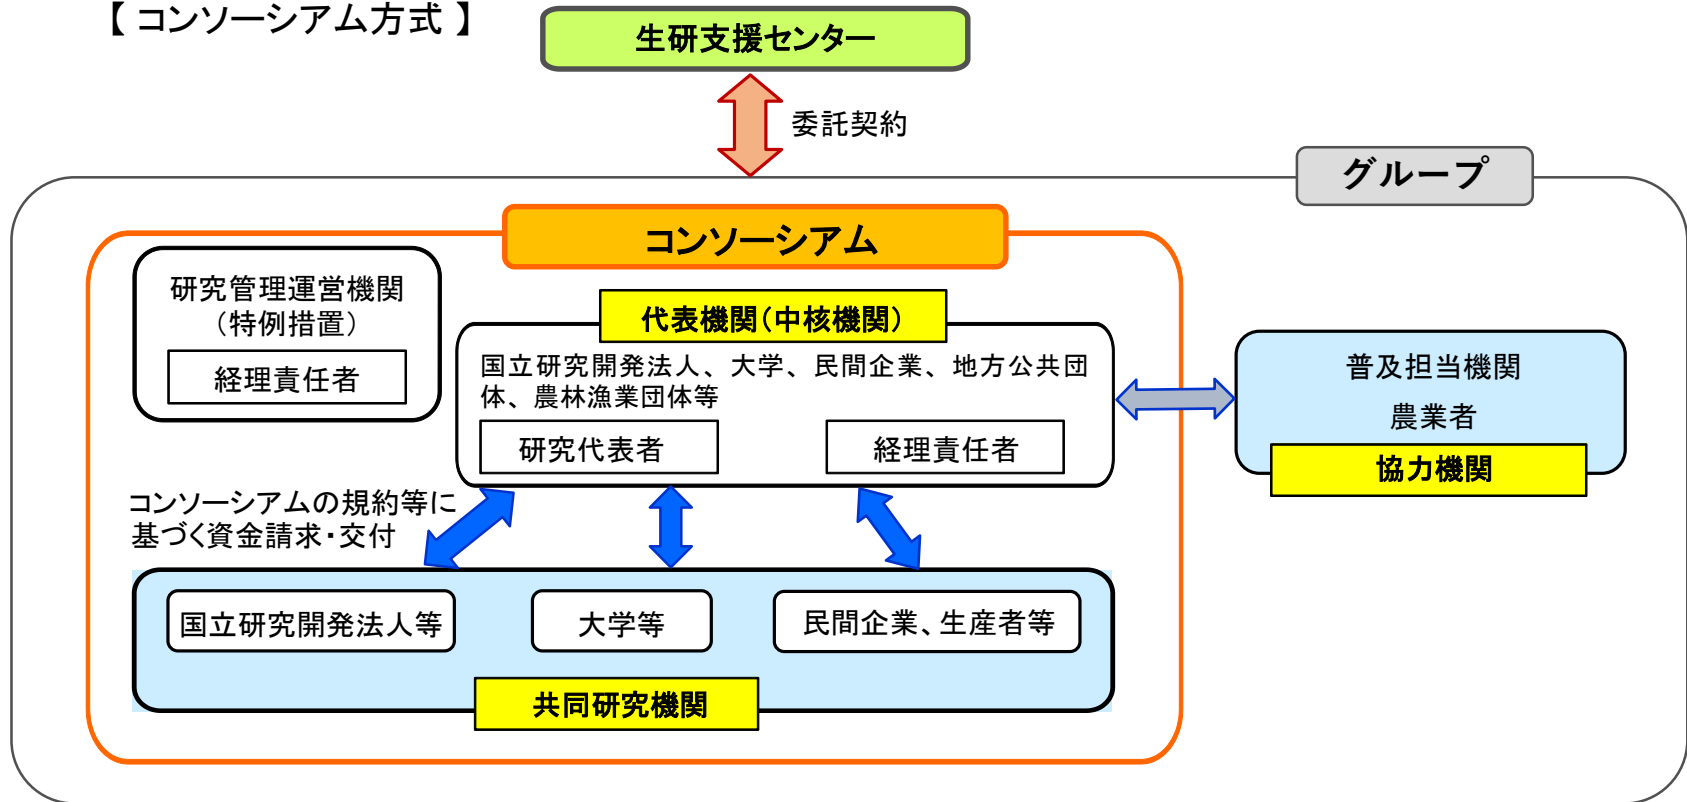 【 コンソーシアム方式 】
生研支援センター
委託契約
グループ
コンソーシアム
研究管理運営機関
（特例措置）
経理責任者
代表機関（中核機関）
国立研究開発法人、大学、民間企業、地方公共団
体、農林漁業団体等
研究代表者
経理責任者
普及担当機関
農業者
協力機関
コンソーシアムの規約等に
基づく資金請求・交付
国立研究開発法人等
大学等
民間企業、生産者等
共同研究機関